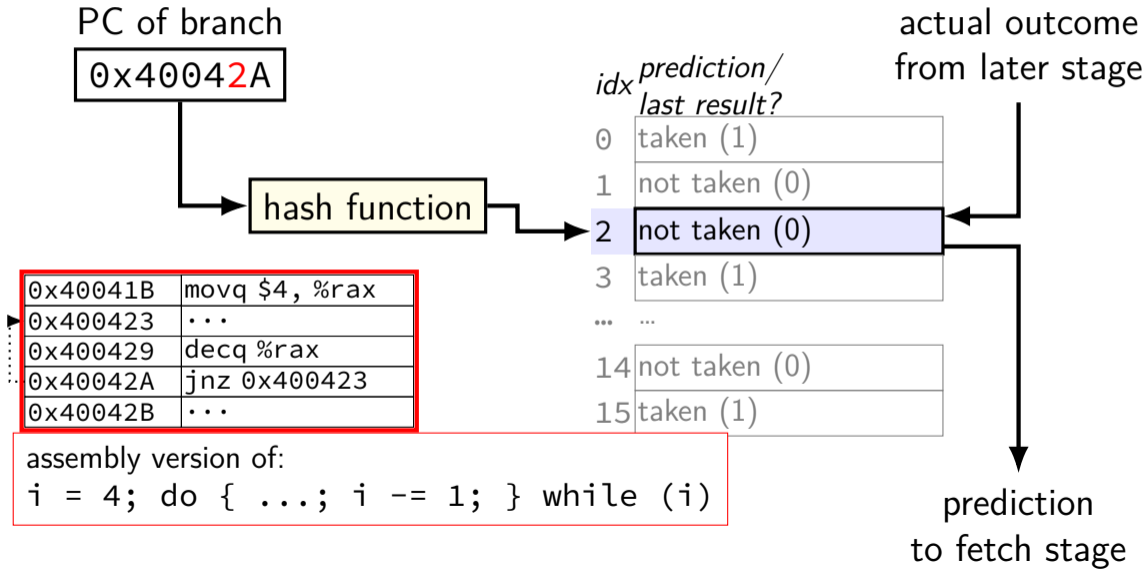 PC of branch
0x40042A
hash function
idx
prediction/
last result?
0 taken (1)
1 not taken (0)
2 not taken (0)
3 taken (1)
... ...
14 not taken (0)
15 taken (1)
actual outcome
from later stage
prediction
to fetch stage
0x40041B movq $4, %rax
0x400423 ...
0x400429 decq %rax
0x40042A jnz 0x400423
0x40042B ...
assembly version of:
i = 4; do { ...; i -= 1; } while (i)